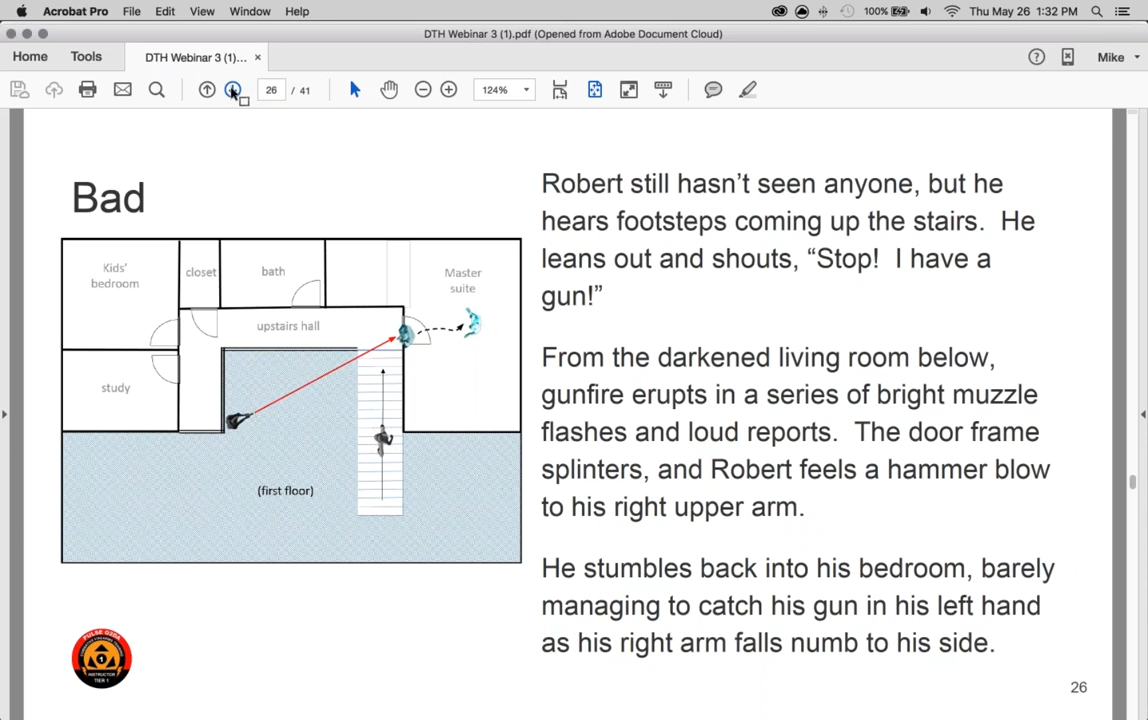 Acrobat Pro File Edit View Window Help 100% Thu May 26 1:32 PM
DTH Webinar 3 (1).pdf (Opened from Adobe Document Cloud)
Home Tools DTH Webinar 3 (1)... × Mike
26 / 41 124%
Bad
Kids' bedroom
closet
bath
Master suite
upstairs hall
study
(first floor)
Robert still hasn’t seen anyone, but he
hears footsteps coming up the stairs. He
leans out and shouts, “Stop! I have a
gun!”
From the darkened living room below,
gunfire erupts in a series of bright muzzle
flashes and loud reports. The door frame
splinters, and Robert feels a hammer blow
to his right upper arm.
He stumbles back into his bedroom, barely
managing to catch his gun in his left hand
as his right arm falls numb to his side.
1
INSTRUCTOR
TIER 1
26